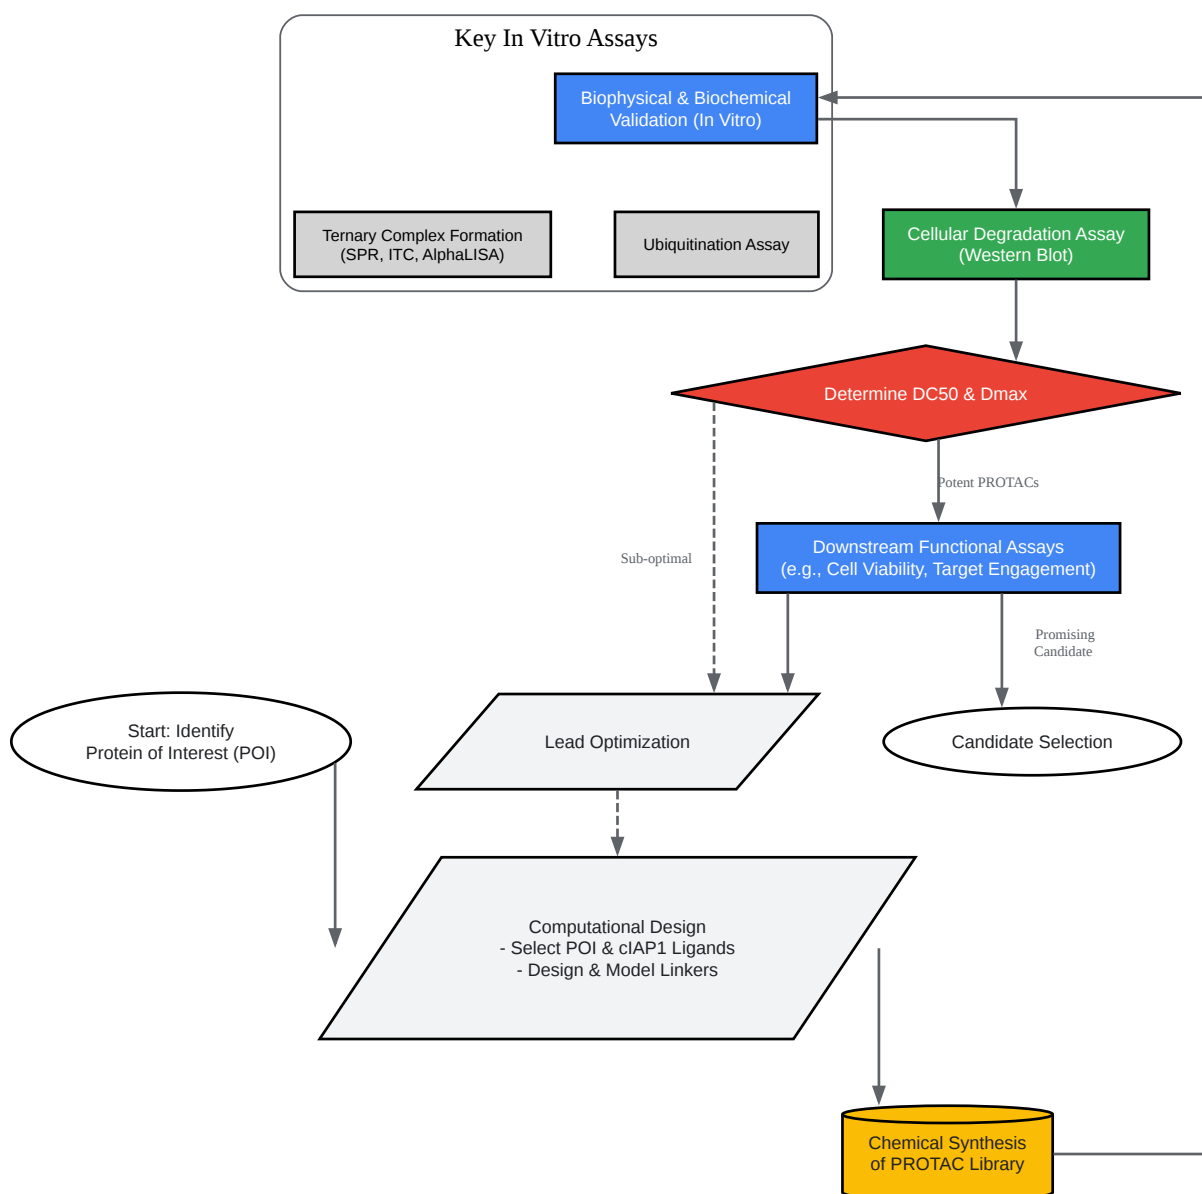 Key In Vitro Assays
Biophysical & Biochemical
Validation (In Vitro)
Ternary Complex Formation
(SPR, ITC, AlphaLISA)
Ubiquitination Assay
Cellular Degradation Assay
(Western Blot)
Determine DC50 & Dmax
Potent PROTACs
Sub-optimal
Downstream Functional Assays
(e.g., Cell Viability, Target Engagement)
Promising
Candidate
Start: Identify
Protein of Interest (POI)
Lead Optimization
Candidate Selection
Computational Design
- Select POI & cIAP1 Ligands
- Design & Model Linkers
Chemical Synthesis
of PROTAC Library